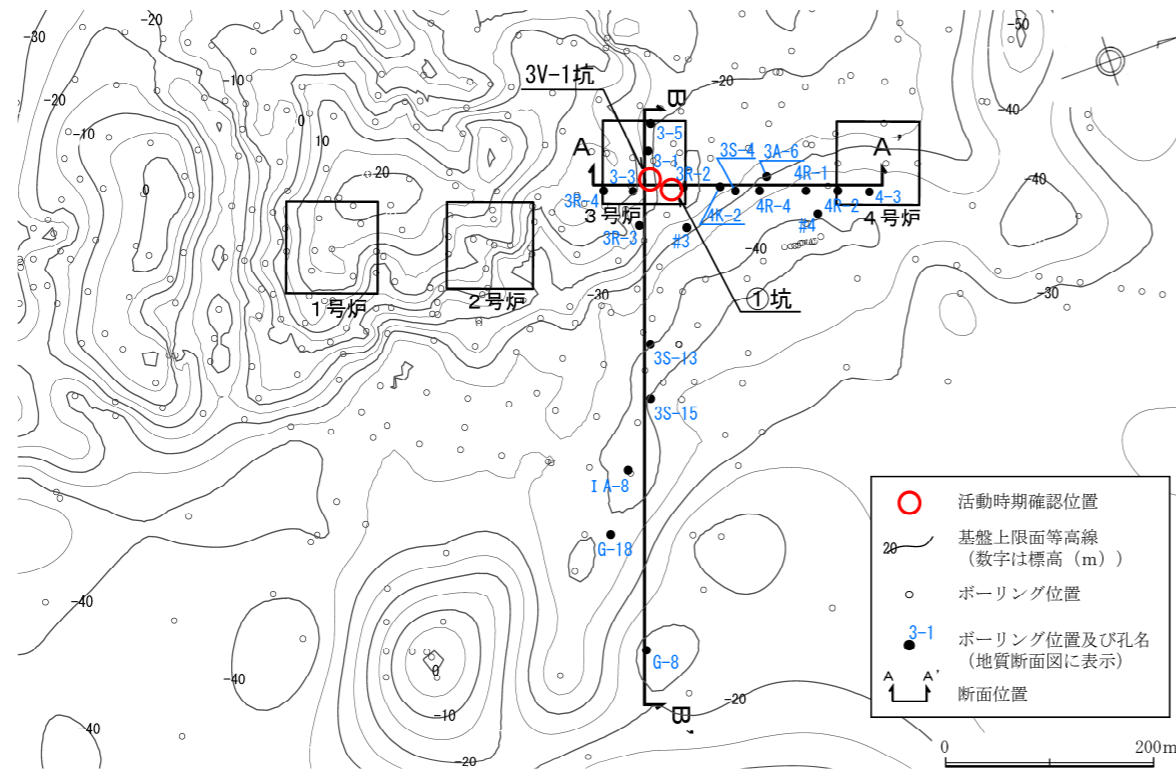 -20
-30
-50
-10
-20
-20
-40
3V-1坑
B
-10
0
10
3-5
A
3-1
3S-4
3A-6
A'
20
0
3-3
3R-2
4R-1
-40
3R-4
4R-4
4R-2
4-3
3号炉
4K-2
4号炉
3R-3
#3
#4
-40
-30
-30
①坑
1号炉
2号炉
3S-13
3S-15
ⅠA-8
G-18
-40
G-8
-40
0
-20
B'
-10
-40
-20
活動時期確認位置
20
基盤上限面等高線
(数字は標高(m))
ボーリング位置
3-1
ボーリング位置及び孔名
(地質断面図に表示)
A A'
断面位置
0 200m